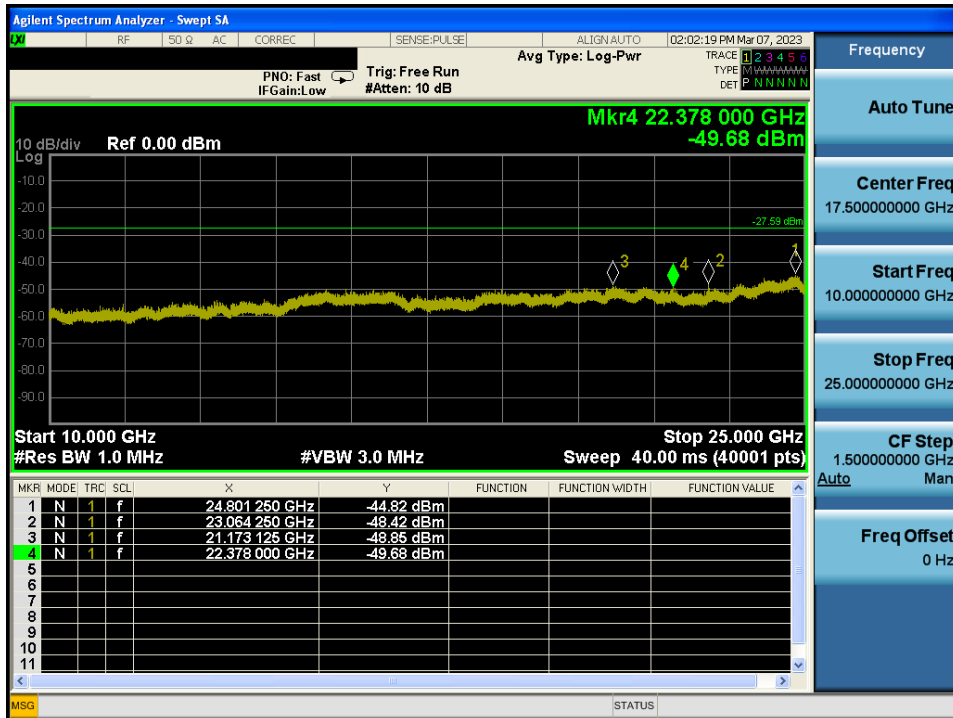 Agilent Spectrum Analyzer - Swept SA
LXI RF 50 Ω AC CORREC SENSE:PULSE ALIGN AUTO 02:02:19 PM Mar 07, 2023
Frequency
Avg Type: Log-Pwr
TRACE 1 2 3 4 5 6
TYPE M W W W W W
DET P N N N N N
PNO: Fast
IFGain:Low
Trig: Free Run
#Atten: 10 dB
Auto Tune
Mkr4 22.378 000 GHz
-49.68 dBm
10 dB/div
Log
Ref 0.00 dBm
-10.0
-20.0
-27.59 dBm
-30.0
-40.0
-50.0
-60.0
-70.0
-80.0
-90.0
3
4
2
1
Center Freq
17.500000000 GHz
Start Freq
10.000000000 GHz
Stop Freq
25.000000000 GHz
Start 10.000 GHz
Stop 25.000 GHz
#Res BW 1.0 MHz
#VBW 3.0 MHz
Sweep 40.00 ms (40001 pts)
CF Step
1.500000000 GHz
Auto Man
MKR MODE TRC SCL X Y FUNCTION FUNCTION WIDTH FUNCTION VALUE
1 N 1 f 24.801 250 GHz -44.82 dBm
2 N 1 f 23.064 250 GHz -48.42 dBm
3 N 1 f 21.173 125 GHz -48.85 dBm
4 N 1 f 22.378 000 GHz -49.68 dBm
5
6
7
8
9
10
11
Freq Offset
0 Hz
MSG
STATUS